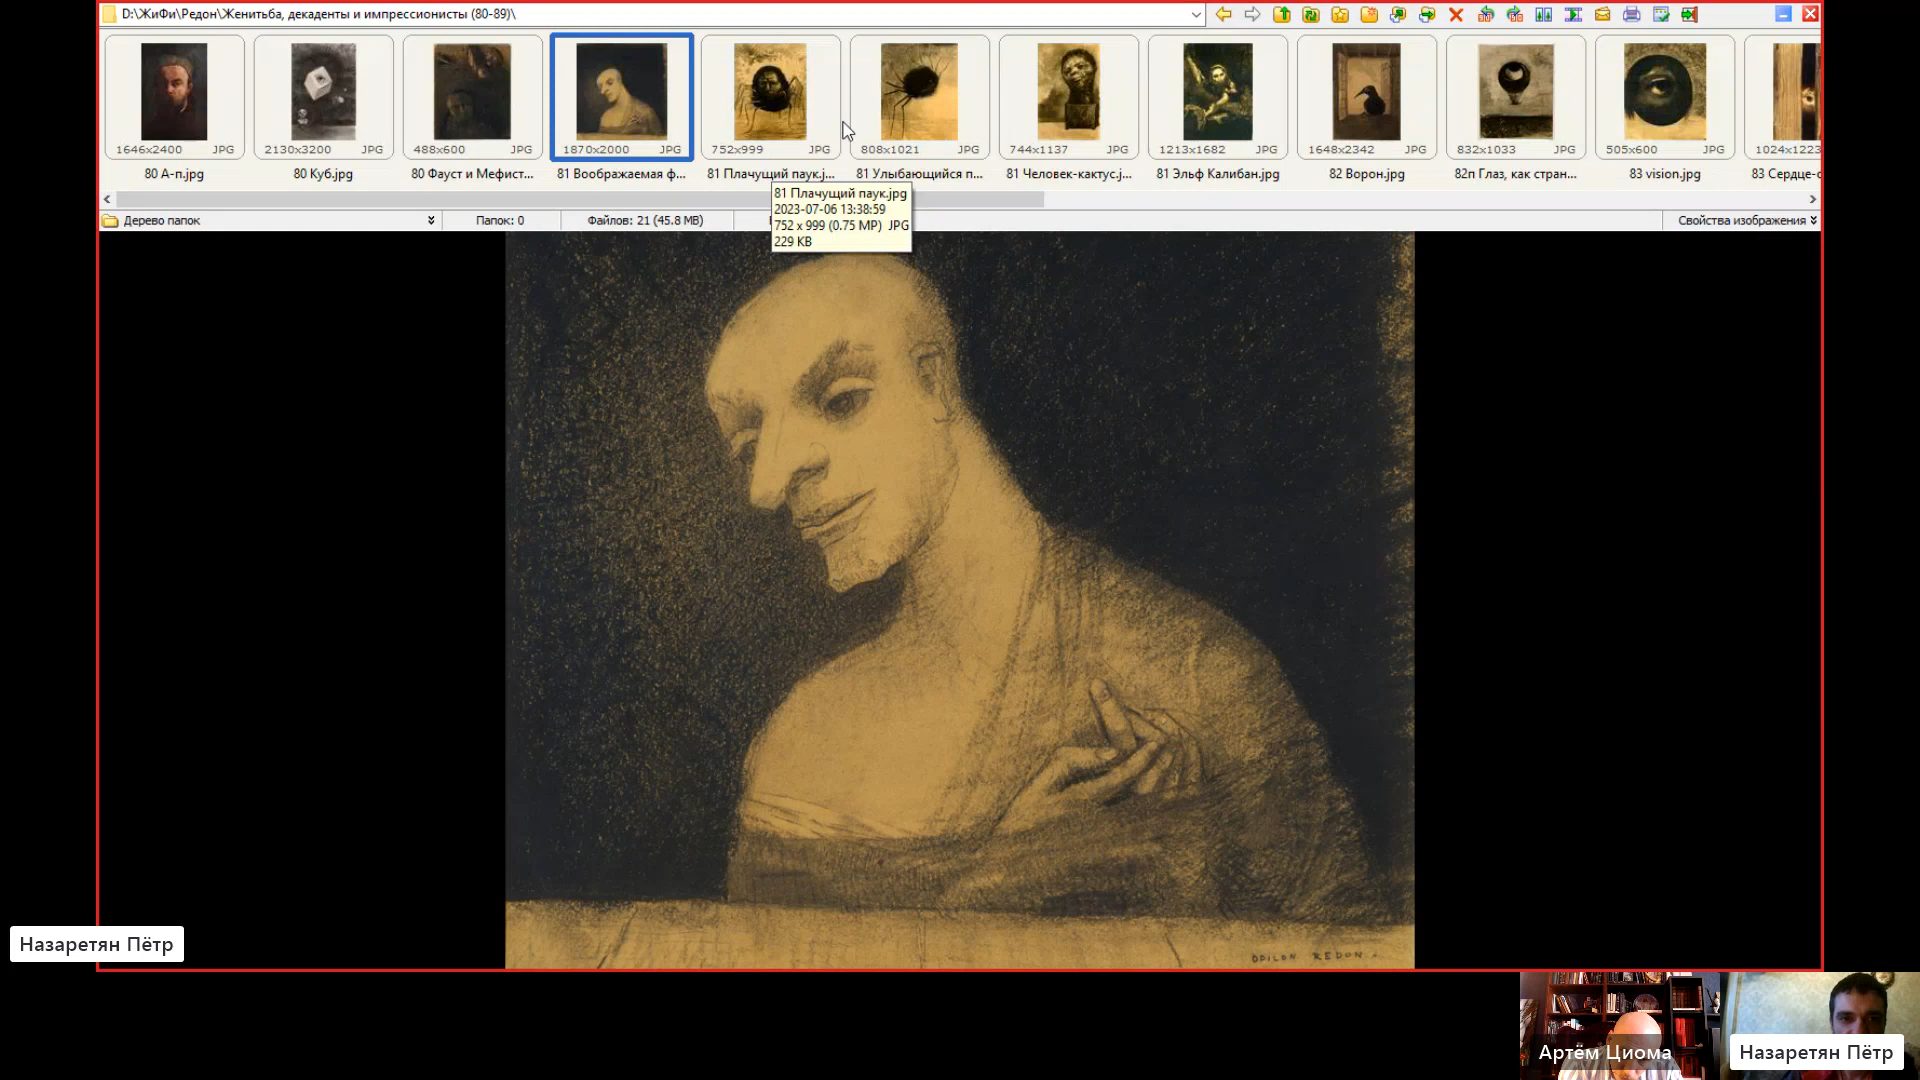 D:\ЖиФи\Редон\Женитьба, декаденты и импрессионисты (80-89)\
1646x2400 JPG
2130x3200 JPG
488x600 JPG
1870x2000 JPG
752x999 JPG
808x1021 JPG
744x1137 JPG
1213x1682 JPG
1648x2342 JPG
832x1033 JPG
505x600 JPG
1024x1223
80 А-п.jpg
80 Куб.jpg
80 Фауст и Мефист...
81 Воображаемая ф...
81 Плачущий паук.j...
81 Улыбающийся п...
81 Человек-кактус.j...
81 Эльф Калибан.jpg
82 Ворон.jpg
82п Глаз, как стран...
83 vision.jpg
83 Сердце-
81 Плачущий паук.jpg
2023-07-06 13:38:59
752 x 999 (0.75 MP) JPG
229 KB
Дерево папок
Папок: 0
Файлов: 21 (45.8 MB)
Свойства изображения
ODILON REDON
Назаретян Пётр
Артём Циома
Назаретян Пётр